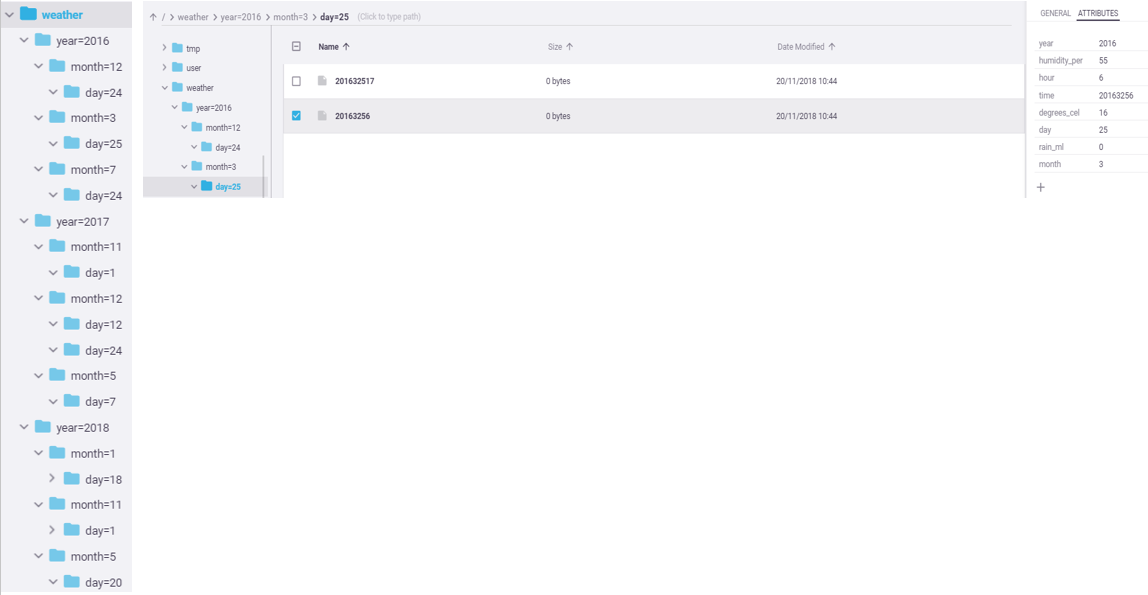 weather
year=2016
month=12
day=24
month=3
day=25
month=7
day=24
year=2017
month=11
day=1
month=12
day=12
day=24
month=5
day=7
year=2018
month=1
day=18
month=11
day=1
month=5
day=20
/ > weather > year=2016 > month=3 > day=25 (Click to type path)
tmp
user
weather
year=2016
month=12
day=24
month=3
day=25
Name Size Date Modified
201632517 0 bytes 20/11/2018 10:44
20163256 0 bytes 20/11/2018 10:44
GENERAL ATTRIBUTES
year 2016
humidity_per 55
hour 6
time 20163256
degrees_cel 16
day 25
rain_ml 0
month 3
+